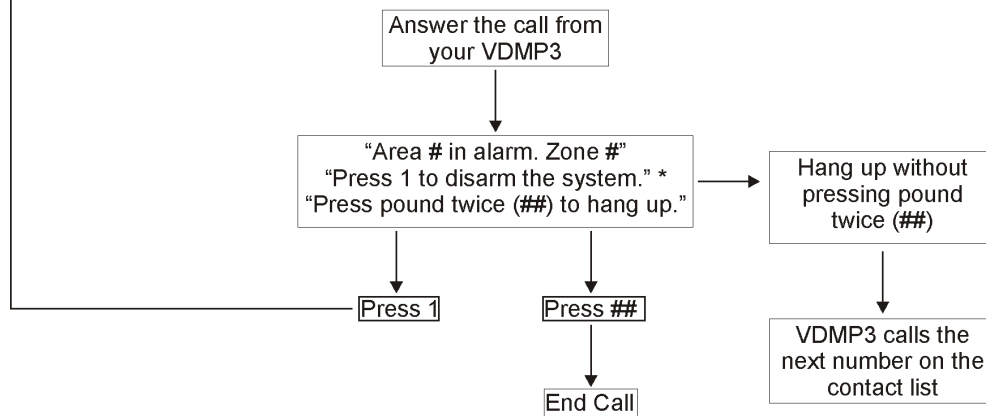 Answer the call from
your VDMP3
“Area # in alarm. Zone #”
“Press 1 to disarm the system.” *
“Press pound twice (##) to hang up.”
Hang up without
pressing pound
twice (##)
Press 1
Press ##
VDMP3 calls the
next number on the
contact list
End Call